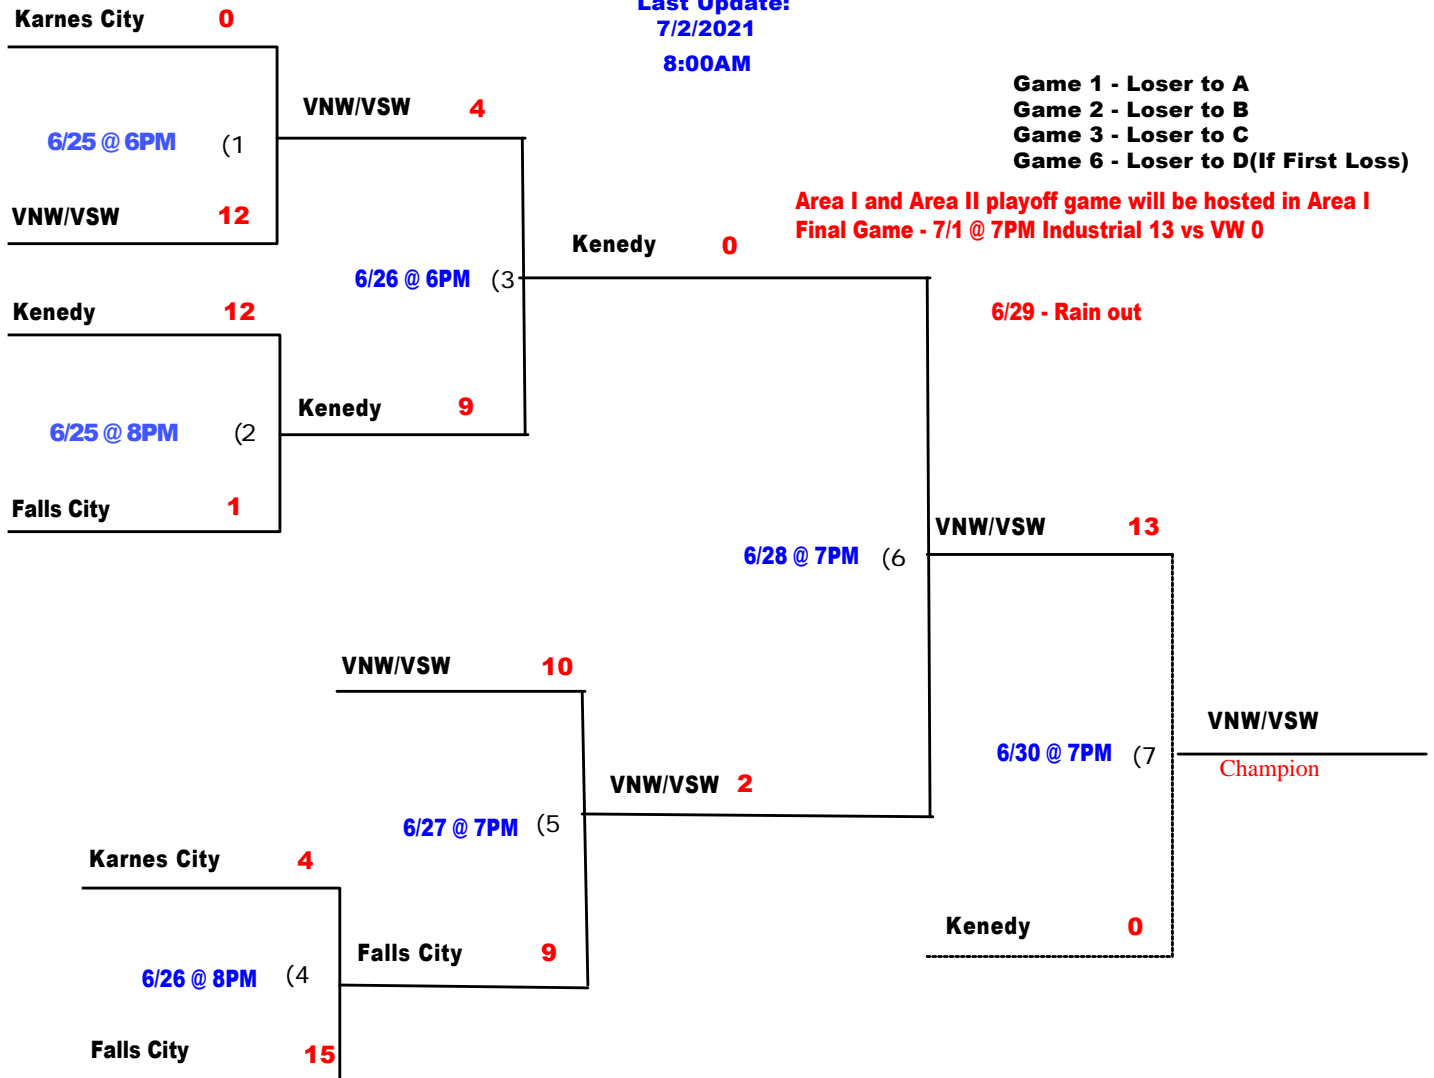 Karnes City 0
Last Update:
7/2/2021
8:00AM
Game 1 - Loser to A
Game 2 - Loser to B
Game 3 - Loser to C
Game 6 - Loser to D(If First Loss)
VNW/VSW 4
6/25 @ 6PM (1
VNW/VSW 12
Area I and Area II playoff game will be hosted in Area I
Final Game - 7/1 @ 7PM Industrial 13 vs VW 0
Kenedy 0
6/26 @ 6PM (3
Kenedy 12
6/29 - Rain out
Kenedy 9
6/25 @ 8PM (2
Falls City 1
VNW/VSW 13
6/28 @ 7PM (6
VNW/VSW 10
VNW/VSW
6/30 @ 7PM (7
Champion
VNW/VSW 2
6/27 @ 7PM (5
Karnes City 4
Kenedy 0
Falls City 9
6/26 @ 8PM (4
Falls City 15